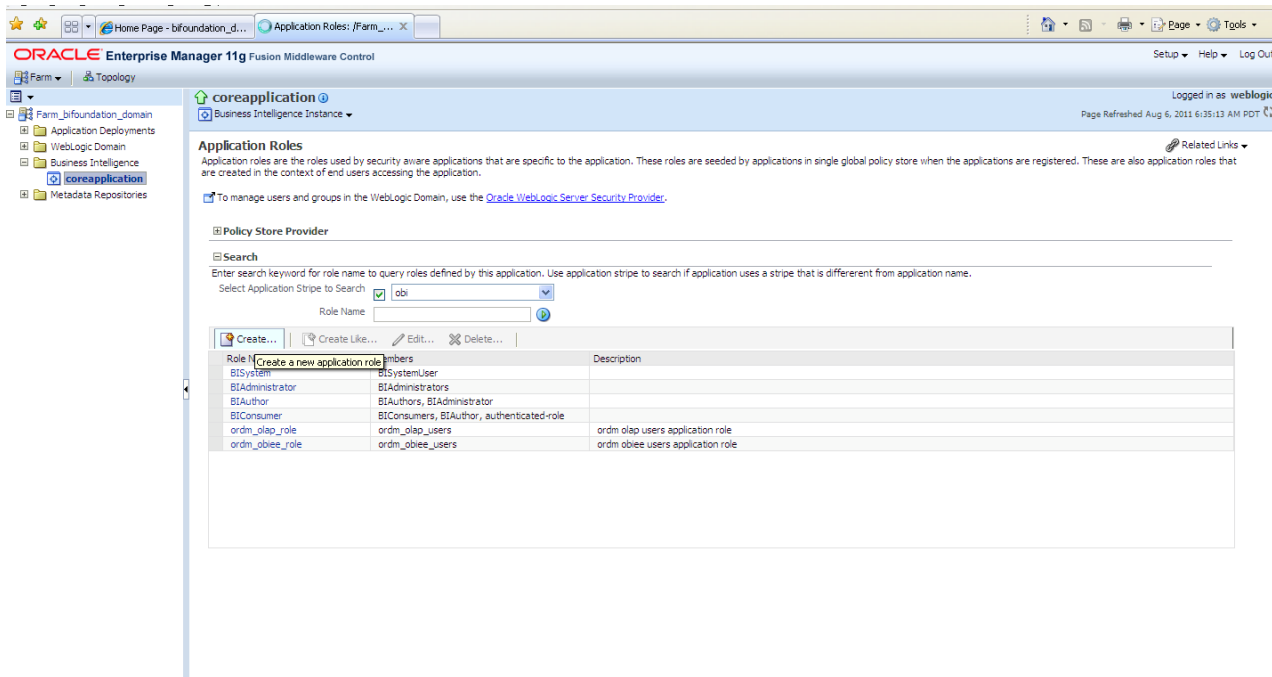 Home Page - bifoundation_d... Application Roles: /Farm_... X Page Tools
ORACLE Enterprise Manager 11g Fusion Middleware Control Setup Help Log Out
Farm Topology
coreapplication Logged in as weblogic
Farm_bifoundation_domain Business Intelligence Instance Page Refreshed Aug 6, 2011 6:35:13 AM PDT
Application Deployments
WebLogic Domain
Business Intelligence
coreapplication
Metadata Repositories
Application Roles Related Links
Application roles are the roles used by security aware applications that are specific to the application. These roles are seeded by applications in single global policy store when the applications are registered. These are also application roles that
are created in the context of end users accessing the application.
To manage users and groups in the WebLogic Domain, use the Oracle WebLogic Server Security Provider.
Policy Store Provider
Search
Enter search keyword for role name to query roles defined by this application. Use application stripe to search if application uses a stripe that is differerent from application name.
Select Application Stripe to Search obi
Role Name
Create... Create Like... Edit... Delete...
Role Description
Create a new application role
BISystem BISystemUser
BIAdministrator BIAdministrators
BIAuthor BIAuthors, BIAdministrator
BIConsumer BIConsumers, BIAuthor, authenticated-role
ordm_olap_role ordm_olap_users ordm olap users application role
ordm_obiee_role ordm_obiee_users ordm obiee users application role